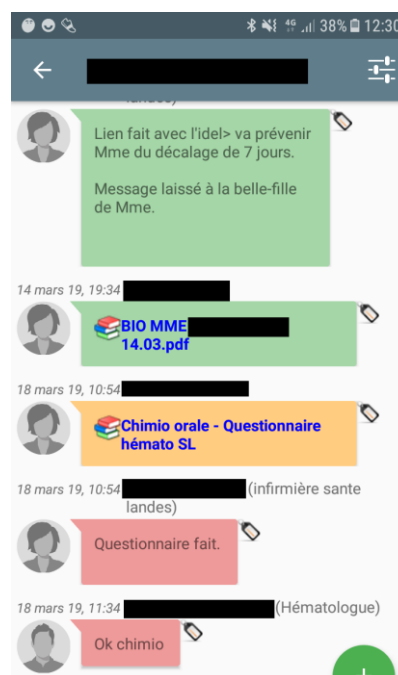 4G 38% 12:30
landes)
Lien fait avec l'idel> va prévenir
Mme du décalage de 7 jours.
Message laissé à la belle-fille
de Mme.
14 mars 19, 19:34
BIO MME
14.03.pdf
18 mars 19, 10:54
Chimio orale - Questionnaire
hémato SL
18 mars 19, 10:54 (infirmière sante
landes)
Questionnaire fait.
18 mars 19, 11:34 (Hématologue)
Ok chimio